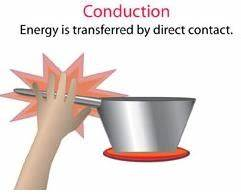 Conduction
Energy is transferred by direct contact.